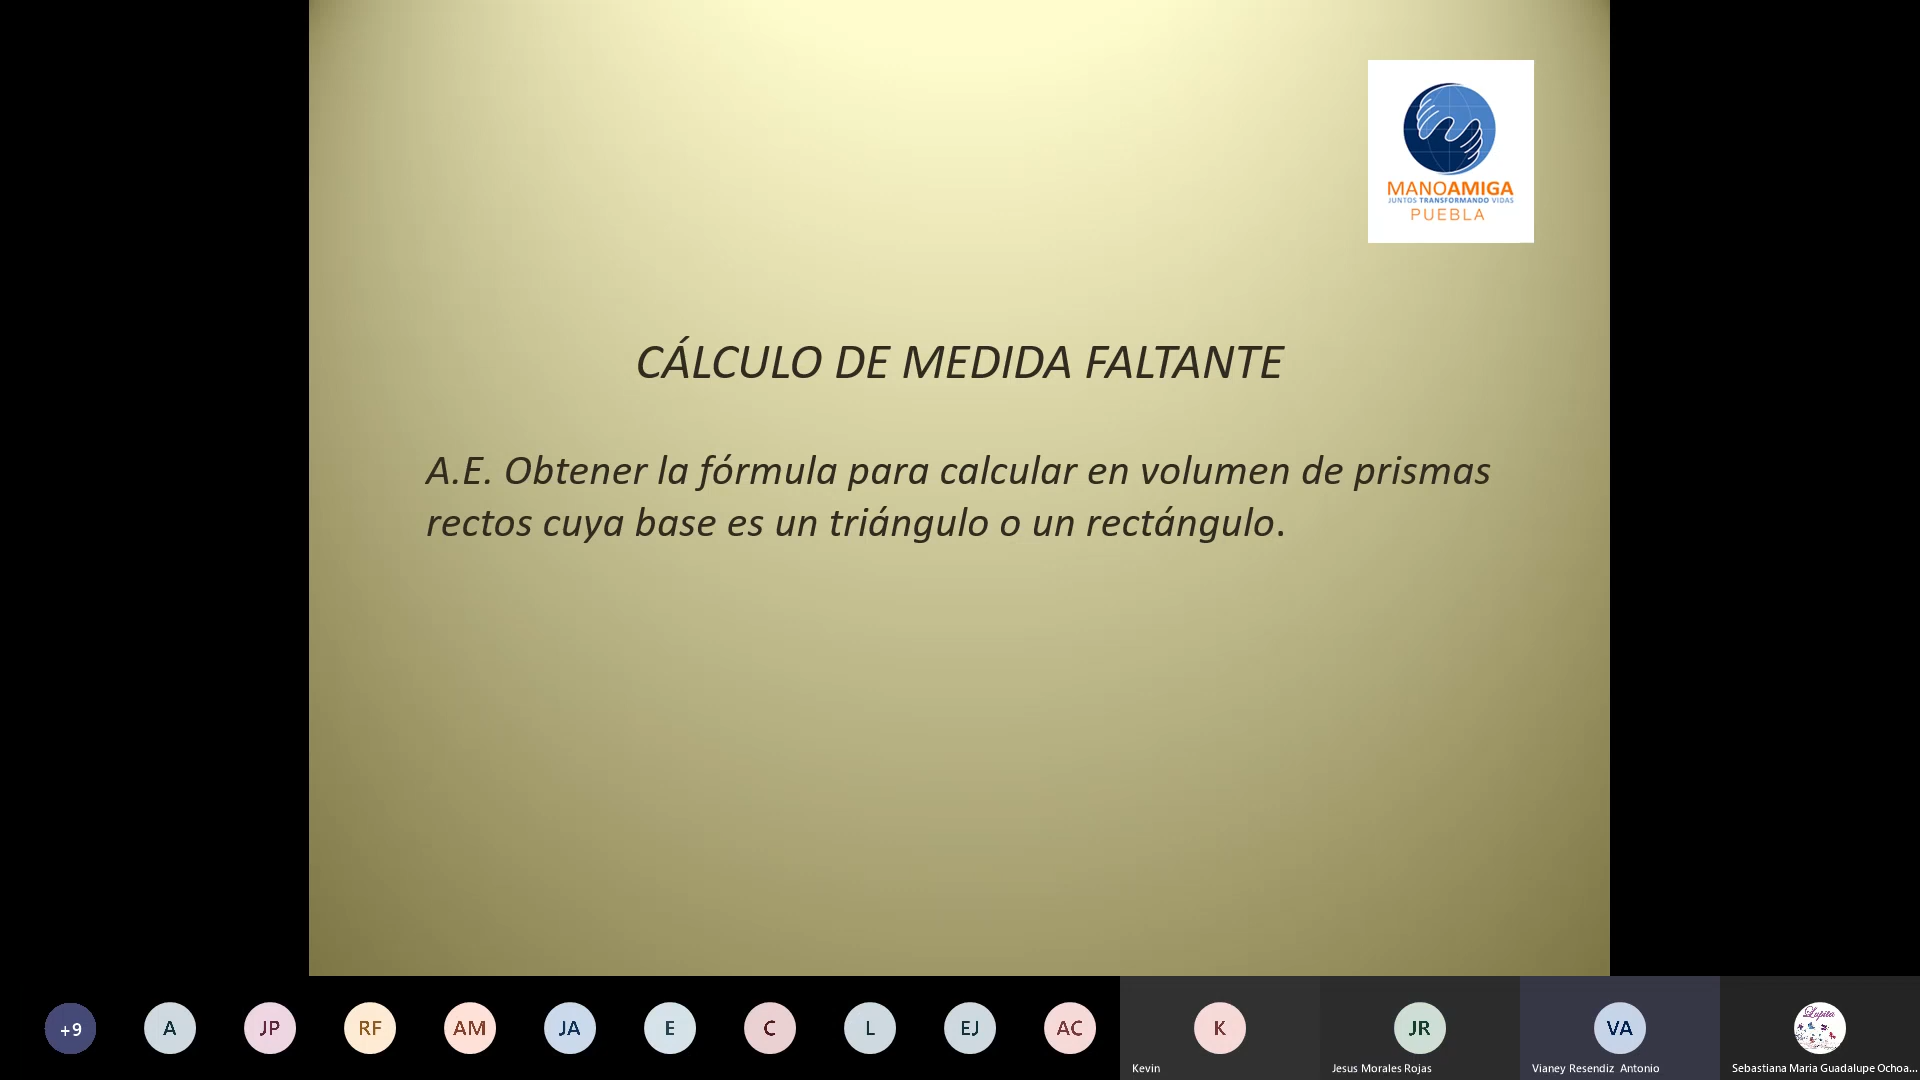 MANOAMIGA
JUNTOS TRANSFORMANDO VIDAS
PUEBLA
CÁLCULO DE MEDIDA FALTANTE
A.E. Obtener la fórmula para calcular en volumen de prismas
rectos cuya base es un triángulo o un rectángulo.
+9
A
JP
RF
AM
JA
E
C
L
EJ
AC
K
JR
VA
Lupita
Kevin
Jesus Morales Rojas
Vianey Resendiz Antonio
Sebastiana Maria Guadalupe Ochoa...